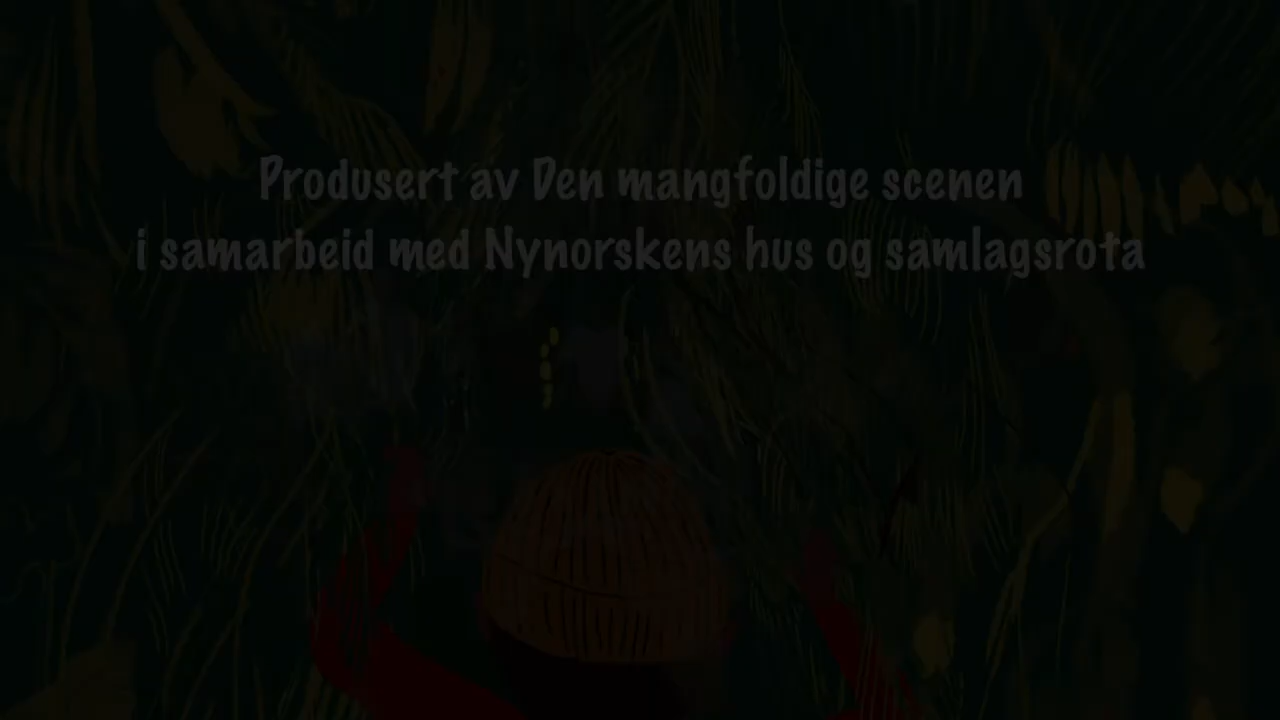 Produsert av Den mangfoldige scenen
i samarbeid med Nynorskens hus og samlagsrota